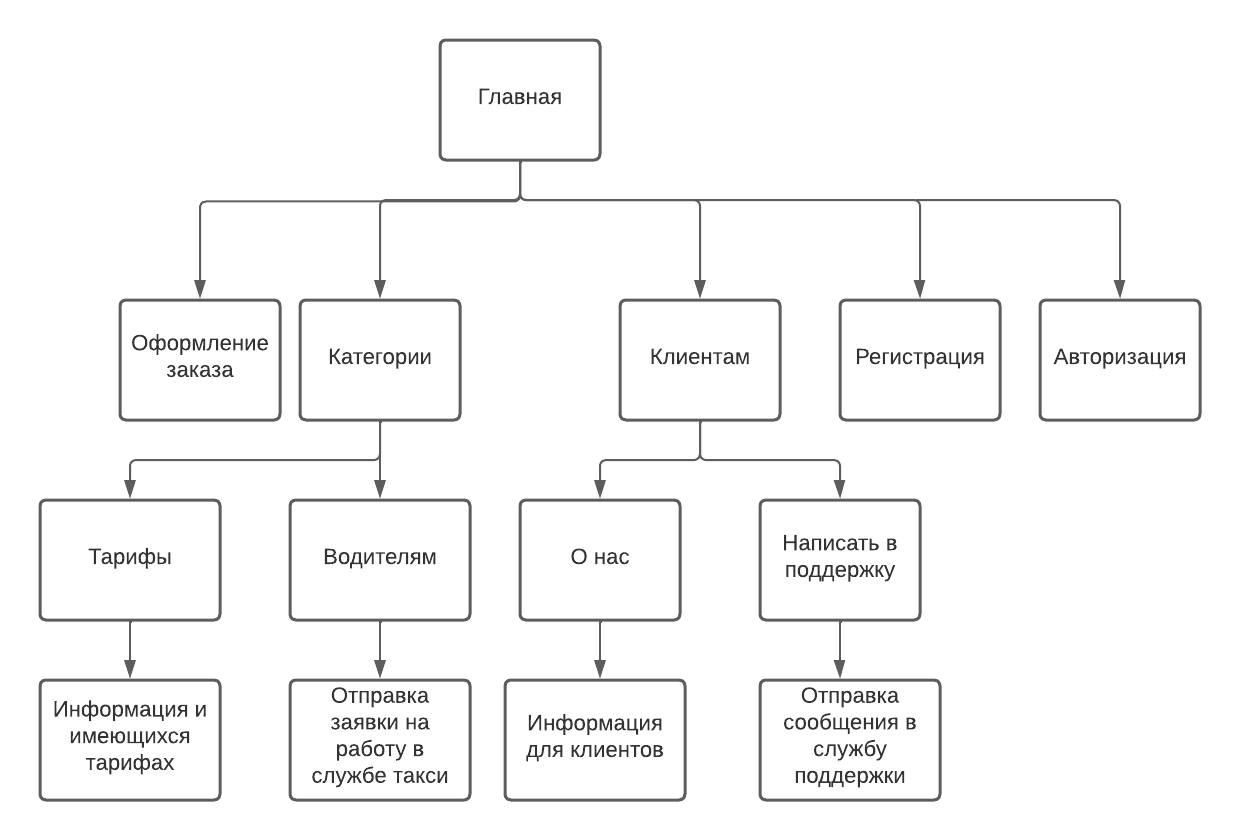 Главная
Оформление
заказа
Категории
Клиентам
Регистрация
Авторизация
Тарифы
Водителям
О нас
Написать в
поддержку
Информация и
имеющихся
тарифах
Отправка
заявки на
работу в
службе такси
Информация
для клиентов
Отправка
сообщения в
службу
поддержки